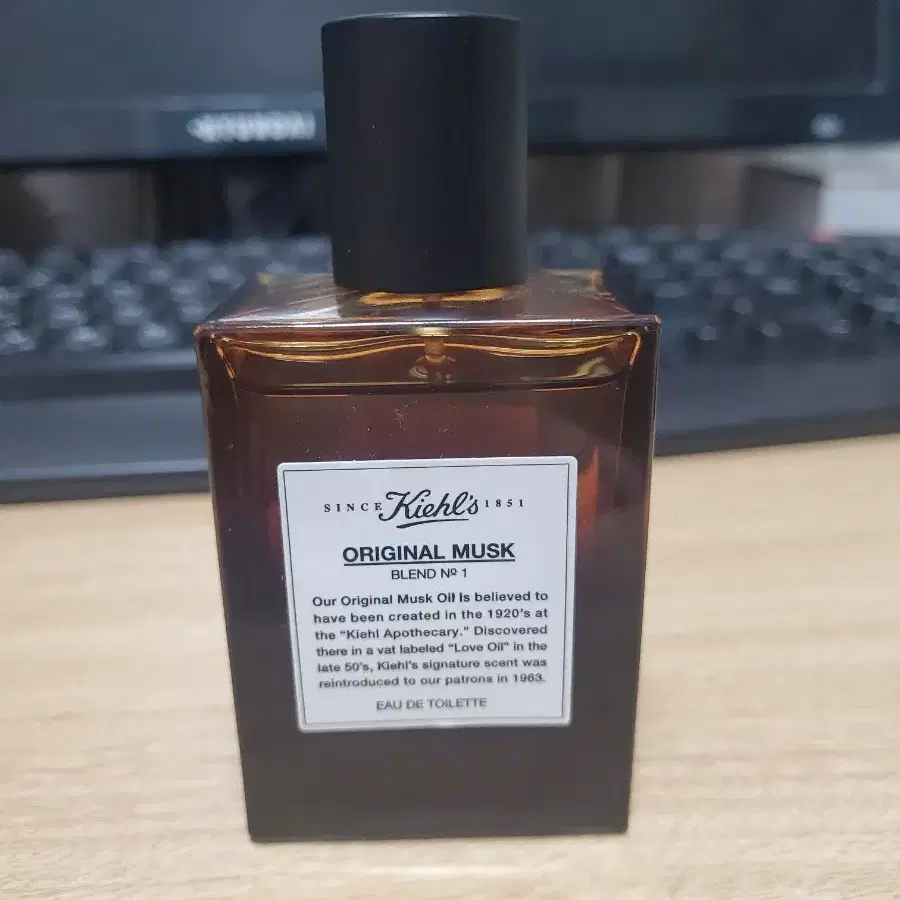 SINCE Kiehl's 1851
ORIGINAL MUSK
BLEND Nº 1
Our Original Musk Oil is believed to
have been created in the 1920's at
the "Kiehl Apothecary." Discovered
there in a vat labeled "Love Oil" in the
late 50's, Kiehl's signature scent was
reintroduced to our patrons in 1963.
EAU DE TOILETTE